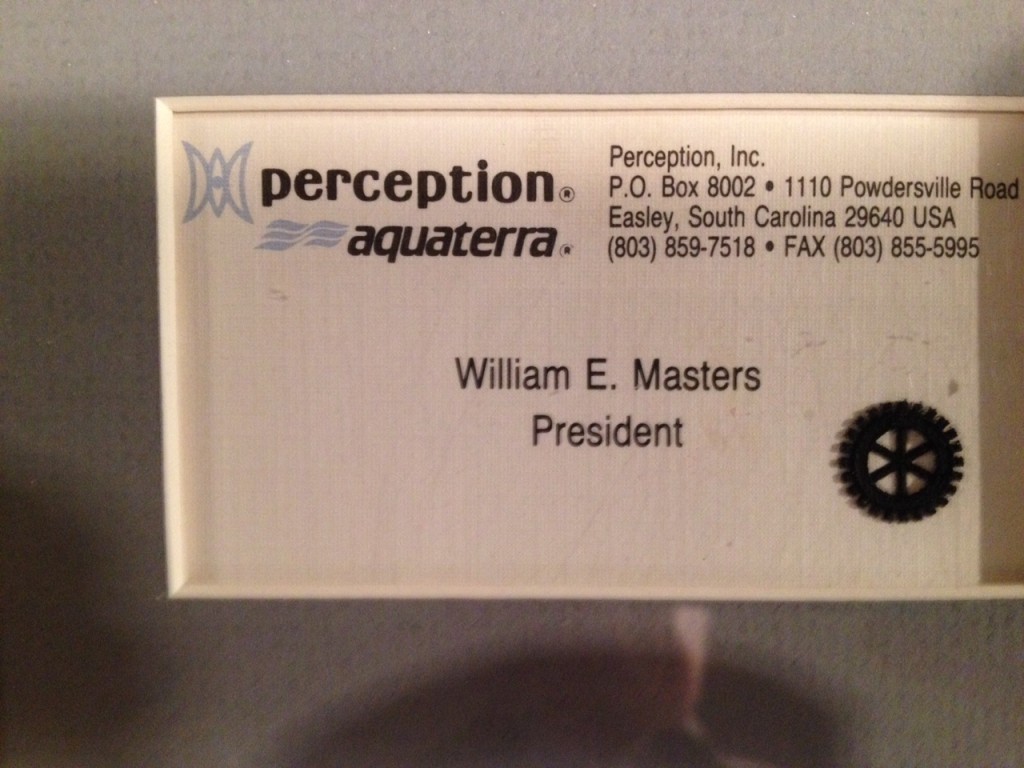 perception®
aquaterra®
Perception, Inc.
P.O. Box 8002 • 1110 Powdersville Road
Easley, South Carolina 29640 USA
(803) 859-7518 • FAX (803) 855-5995
William E. Masters
President